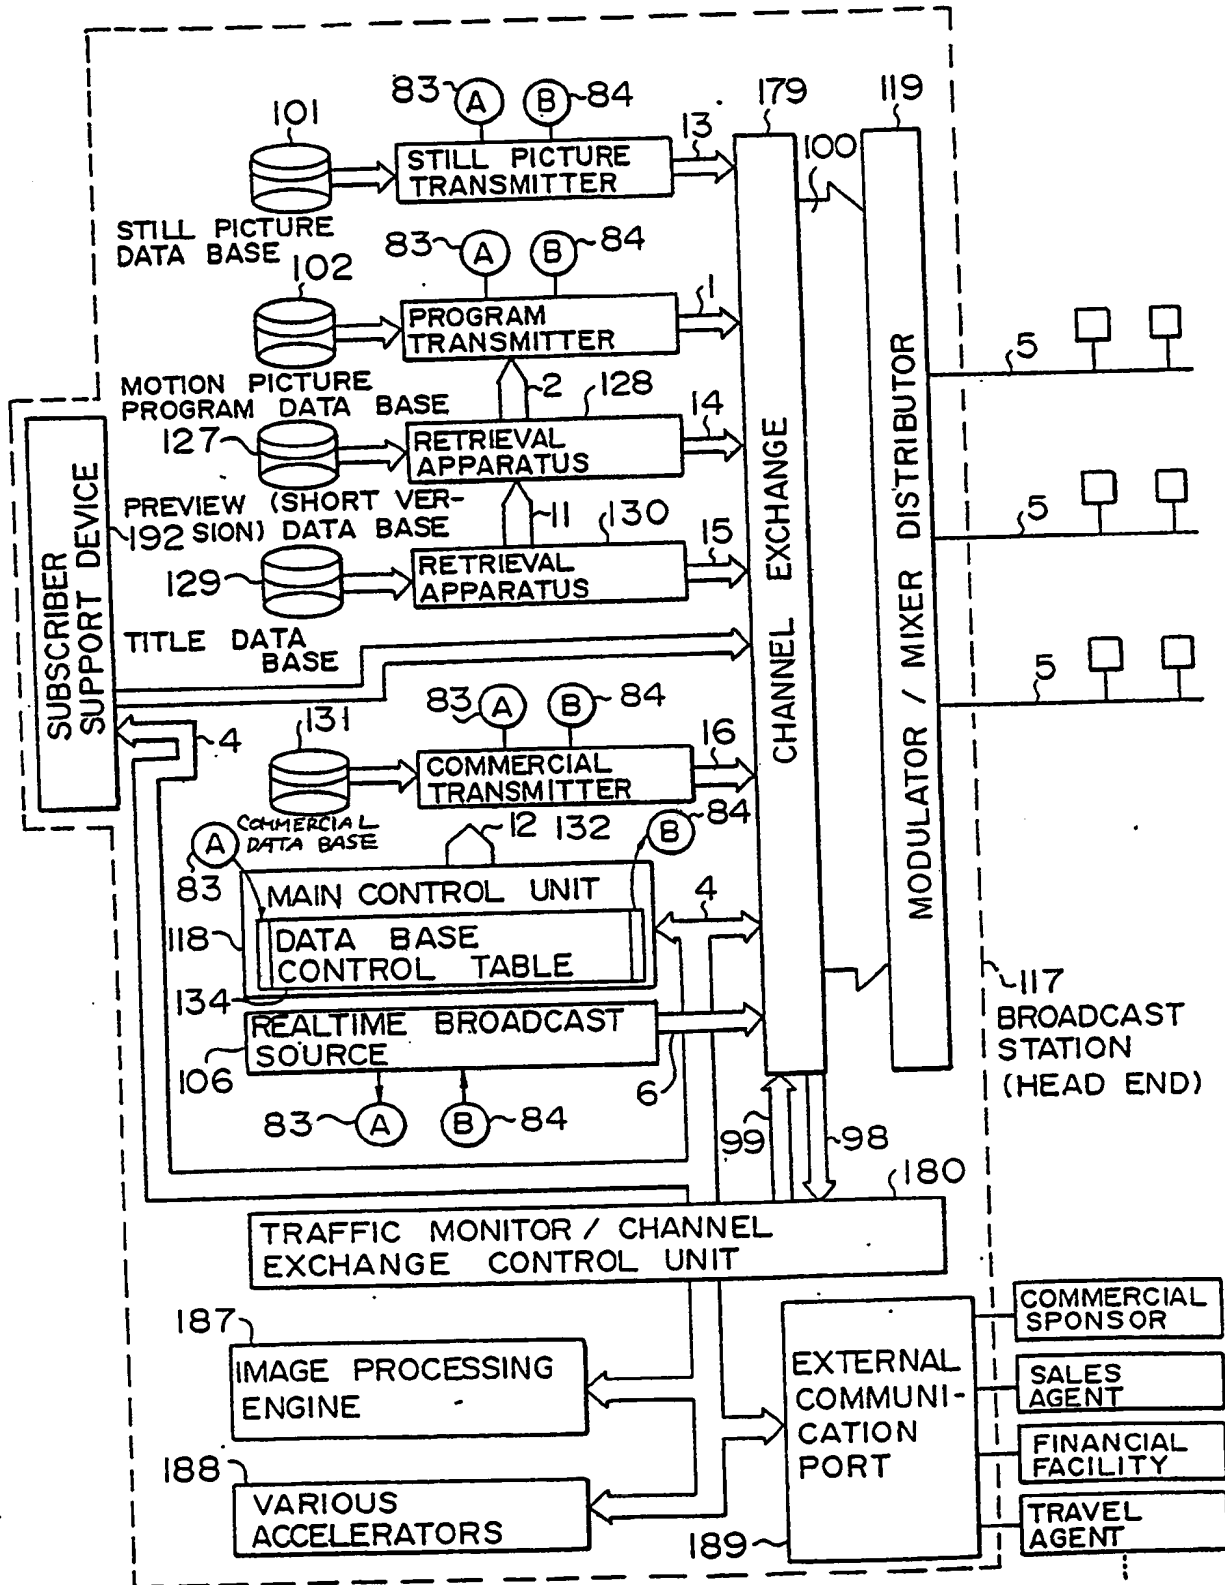 83
A
B
84
179
119
101
13
100
STILL PICTURE
TRANSMITTER
STILL PICTURE
DATA BASE
83
A
B
84
102
1
PROGRAM
TRANSMITTER
5
MOTION PICTURE
PROGRAM DATA BASE
2
128
127
14
RETRIEVAL
APPARATUS
PREVIEW (SHORT VER-
SION) DATA BASE
192
11
130
5
129
15
RETRIEVAL
APPARATUS
SUBSCRIBER
SUPPORT DEVICE
CHANNEL EXCHANGE
MODULATOR / MIXER DISTRIBUTOR
TITLE DATA
BASE
5
83
A
B
84
4
131
16
COMMERCIAL
TRANSMITTER
COMMERCIAL
DATA BASE
12
132
84
A
B
83
MAIN CONTROL UNIT
4
118
DATA BASE
CONTROL TABLE
134
117
BROADCAST
STATION
(HEAD END)
REALTIME BROADCAST
SOURCE
106
6
83
A
B
84
99
98
180
TRAFFIC MONITOR / CHANNEL
EXCHANGE CONTROL UNIT
187
IMAGE PROCESSING
ENGINE
EXTERNAL
COMMUNI-
CATION
PORT
COMMERCIAL
SPONSOR
SALES
AGENT
FINANCIAL
FACILITY
TRAVEL
AGENT
188
VARIOUS
ACCELERATORS
189